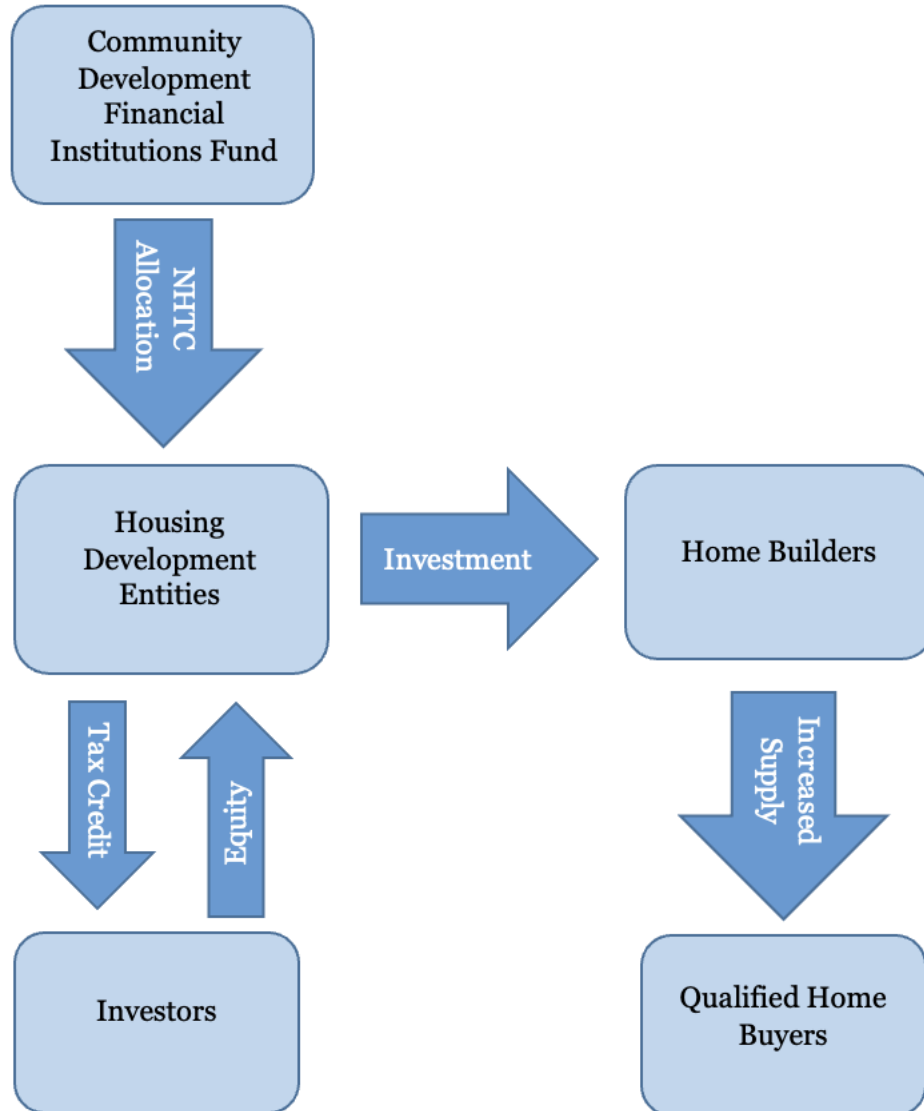 Community
Development
Financial
Institutions Fund
NHTC
Allocation
Housing
Development
Entities
Investment
Home Builders
Tax Credit
Equity
Increased
Supply
Investors
Qualified Home
Buyers